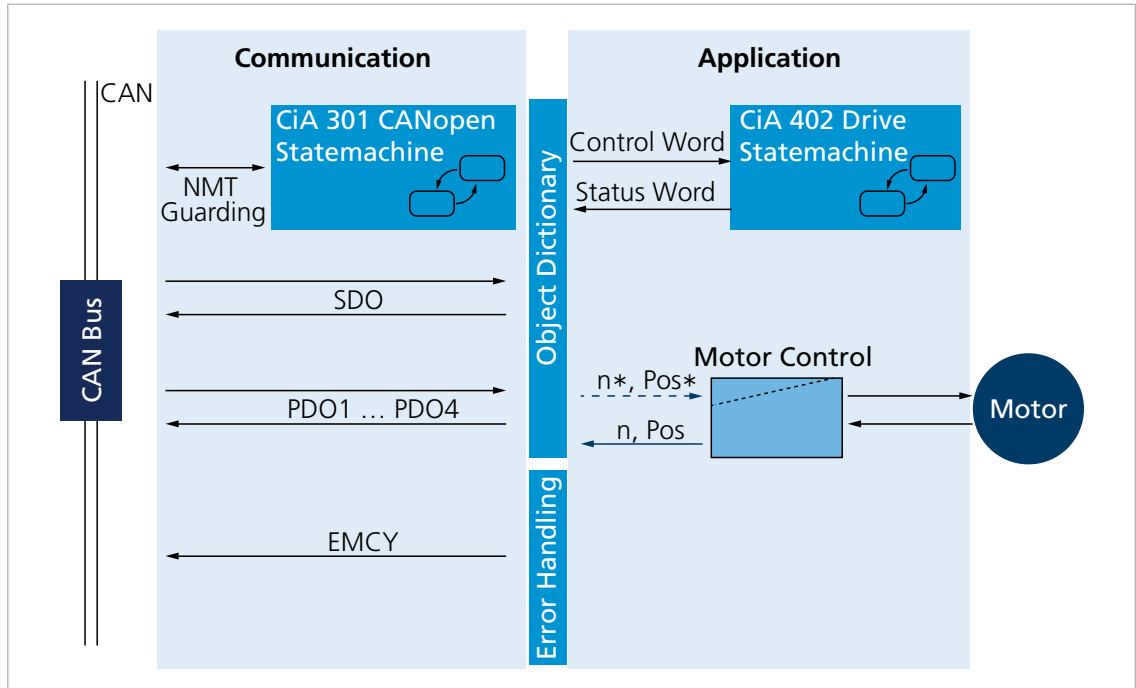 Communication
Application
CAN
CiA 301 CANopen
Statemachine
NMT
Guarding
Control Word
Status Word
CiA 402 Drive
Statemachine
Object Dictionary
CAN Bus
SDO
PDO1 … PDO4
Motor Control
n*, Pos*
n, Pos
Motor
EMCY
Error Handling